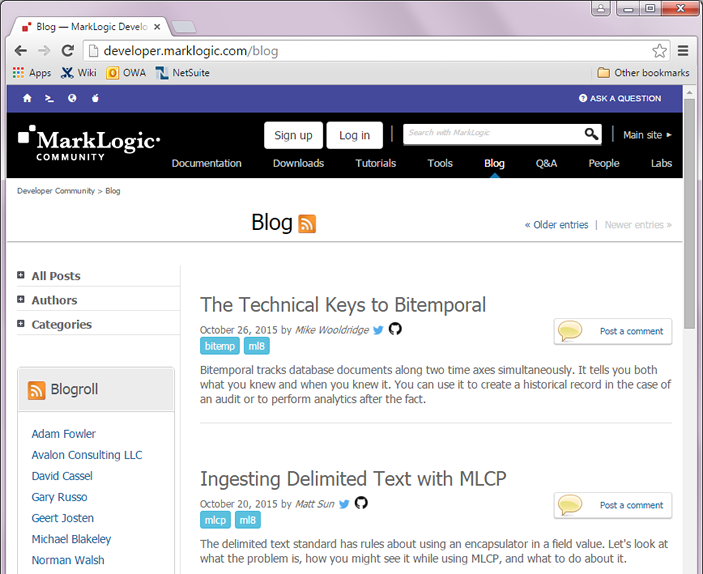 Blog — MarkLogic Develo
developer.marklogic.com/blog
Apps Wiki OWA NetSuite Other bookmarks
ASK A QUESTION
MarkLogic
COMMUNITY
Sign up Log in Search with MarkLogic Main site
Documentation Downloads Tutorials Tools Blog Q&A People Labs
Developer Community > Blog
Blog
« Older entries | Newer entries »
All Posts
Authors
Categories
Blogroll
Adam Fowler
Avalon Consulting LLC
David Cassel
Gary Russo
Geert Josten
Michael Blakeley
Norman Walsh
The Technical Keys to Bitemporal
October 26, 2015 by Mike Wooldridge
Post a comment
bitemp ml8
Bitemporal tracks database documents along two time axes simultaneously. It tells you both
what you knew and when you knew it. You can use it to create a historical record in the case of
an audit or to perform analytics after the fact.
Ingesting Delimited Text with MLCP
October 20, 2015 by Matt Sun
Post a comment
mlcp ml8
The delimited text standard has rules about using an encapsulator in a field value. Let's look at
what the problem is, how you might see it while using MLCP, and what to do about it.